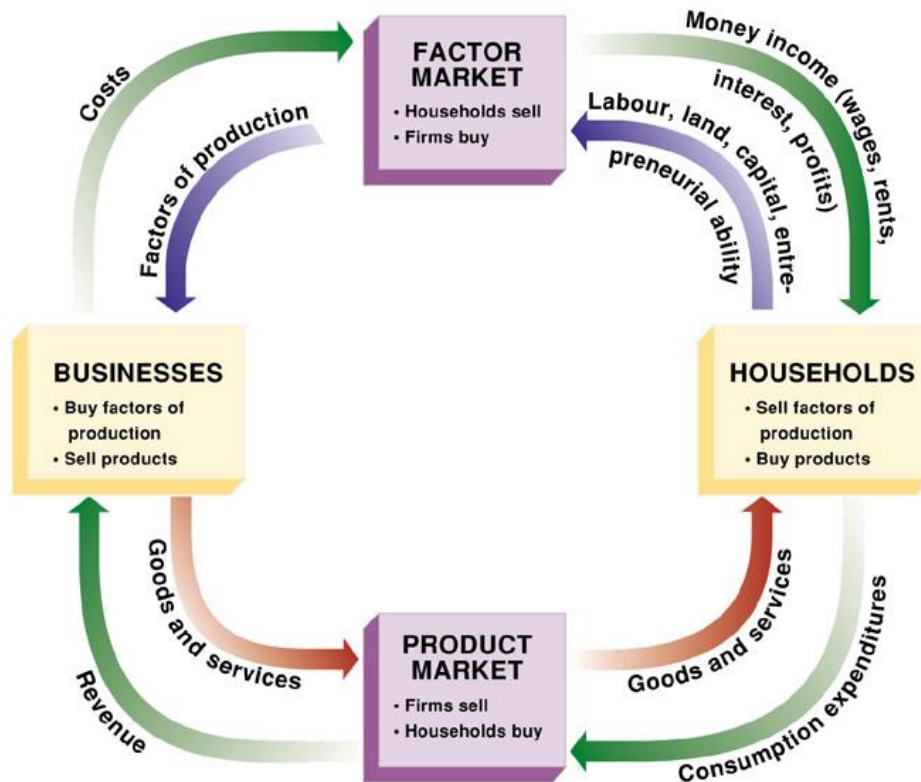 FACTOR
MARKET
• Households sell
• Firms buy
Costs
Factors of production
Money income (wages, rents,
interest, profits)
Labour, land, capital, entre-
preneurial ability
BUSINESSES
• Buy factors of
production
• Sell products
HOUSEHOLDS
• Sell factors of
production
• Buy products
Goods and services
Revenue
PRODUCT
MARKET
• Firms sell
• Households buy
Goods and services
Consumption expenditures